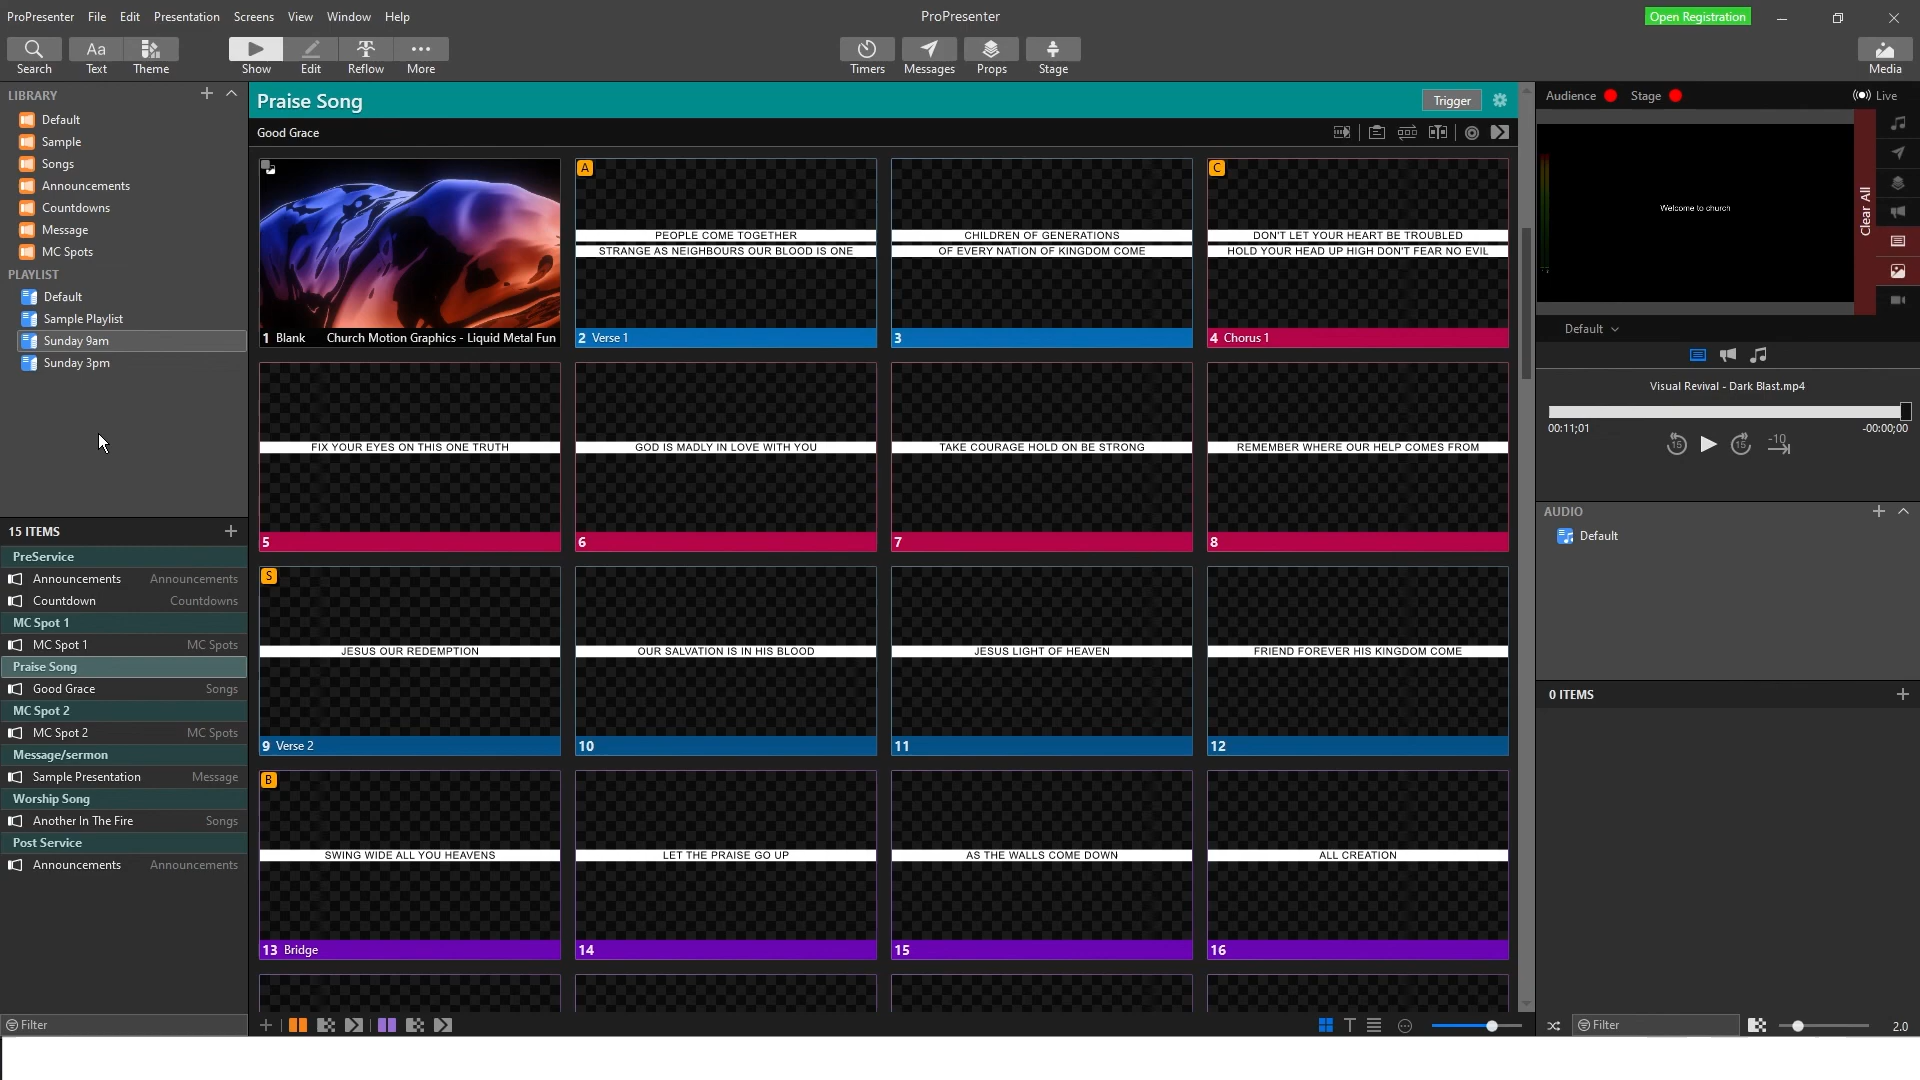 ProPresenter File Edit Presentation Screens View Window Help
ProPresenter
Open Registration
Search
Aa
Text
Theme
Show
Edit
Reflow
More
Timers
Messages
Props
Stage
Media
LIBRARY
Default
Sample
Songs
Announcements
Countdowns
Message
MC Spots
PLAYLIST
Default
Sample Playlist
Sunday 9am
Sunday 3pm
15 ITEMS
PreService
Announcements Announcements
Countdown Countdowns
MC Spot 1
MC Spot 1 MC Spots
Praise Song
Good Grace Songs
MC Spot 2
MC Spot 2 MC Spots
Message/sermon
Sample Presentation Message
Worship Song
Another In The Fire Songs
Post Service
Announcements Announcements
Filter
Praise Song
Trigger
Good Grace
1 Blank Church Motion Graphics - Liquid Metal Fun
A
PEOPLE COME TOGETHER
STRANGE AS NEIGHBOURS OUR BLOOD IS ONE
2 Verse 1
CHILDREN OF GENERATIONS
OF EVERY NATION OF KINGDOM COME
3
C
DON'T LET YOUR HEART BE TROUBLED
HOLD YOUR HEAD UP HIGH DON'T FEAR NO EVIL
4 Chorus 1
FIX YOUR EYES ON THIS ONE TRUTH
5
GOD IS MADLY IN LOVE WITH YOU
6
TAKE COURAGE HOLD ON BE STRONG
7
REMEMBER WHERE OUR HELP COMES FROM
8
S
JESUS OUR REDEMPTION
9 Verse 2
OUR SALVATION IS IN HIS BLOOD
10
JESUS LIGHT OF HEAVEN
11
FRIEND FOREVER HIS KINGDOM COME
12
B
SWING WIDE ALL YOU HEAVENS
13 Bridge
LET THE PRAISE GO UP
14
AS THE WALLS COME DOWN
15
ALL CREATION
16
Audience Stage Live
Welcome to church
Clear All
Default
Visual Revival - Dark Blast.mp4
00:11;01 -00:00;00
15 15 -10
AUDIO
Default
0 ITEMS
Filter
2.0